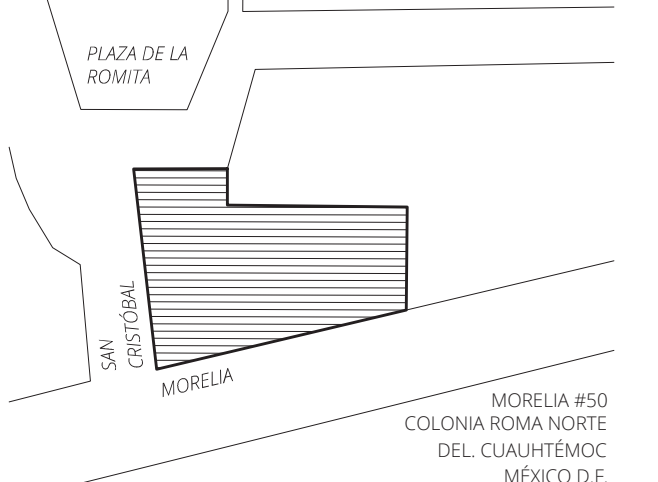 PLAZA DE LA
ROMITA
SAN
CRISTÓBAL
MORELIA
MORELIA #50
COLONIA ROMA NORTE
DEL. CUAUHTÉMOC
MÉXICO D.F.